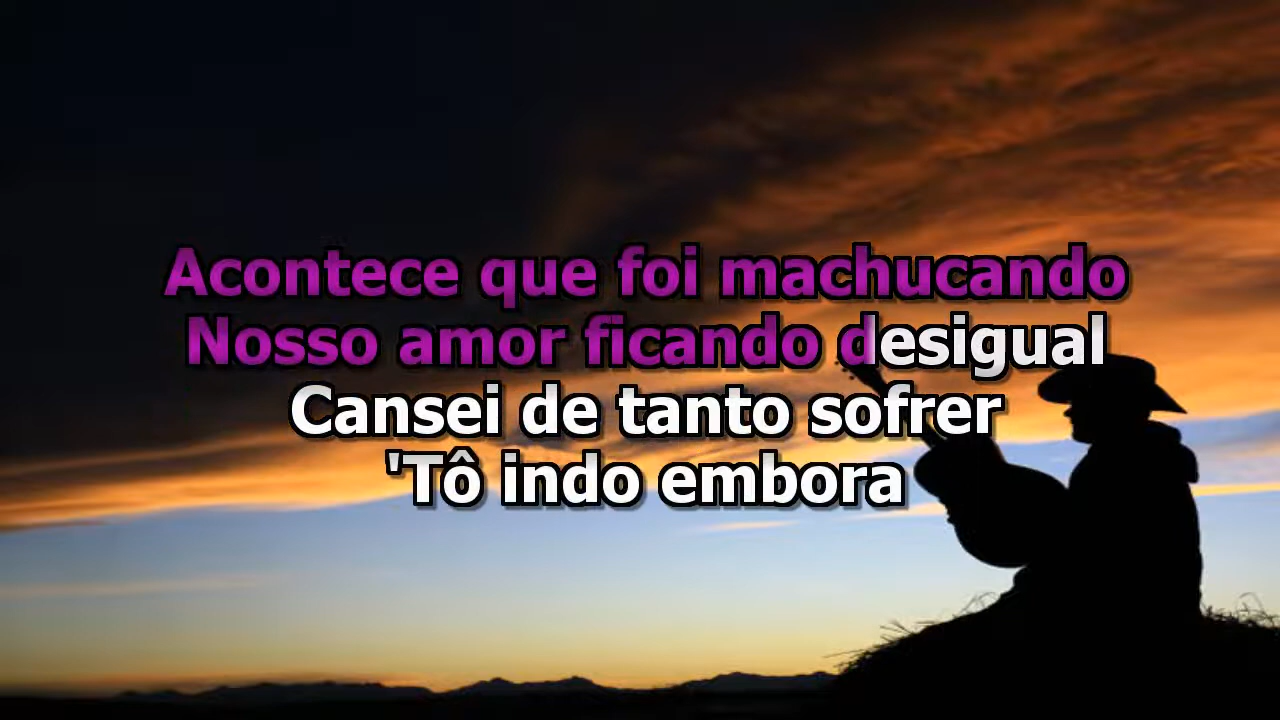 Acontece que foi machucando
Nosso amor ficando desigual
Cansei de tanto sofrer
'Tô indo embora